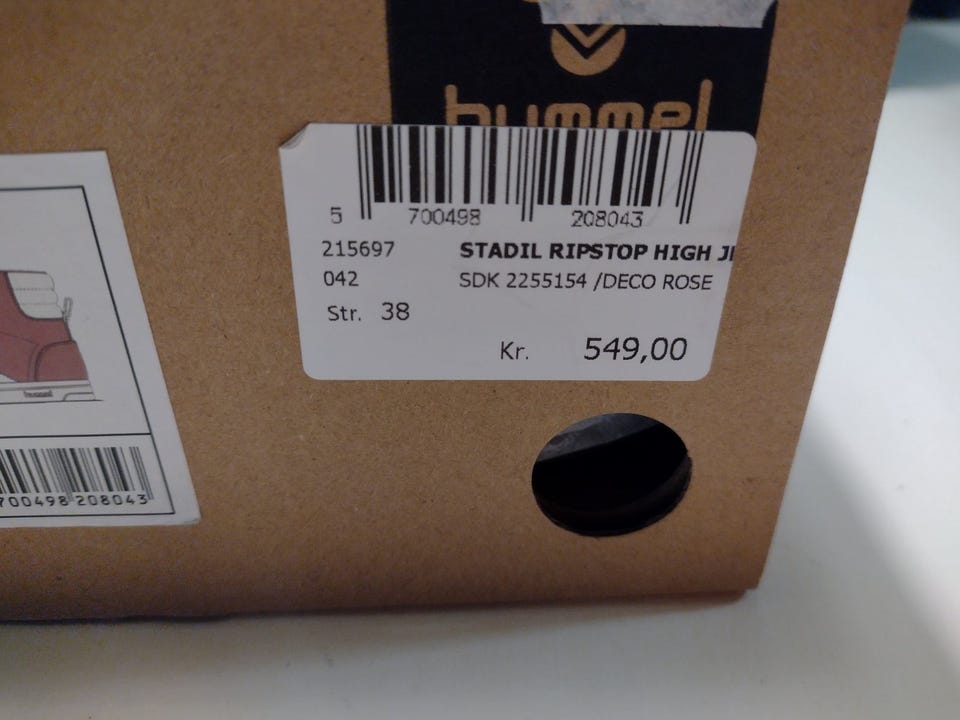 hummel
5 700498 208043
215697 STADIL RIPSTOP HIGH
042 SDK 2255154 /DECO ROSE
Str. 38
Kr. 549,00
hummel
700498 208043